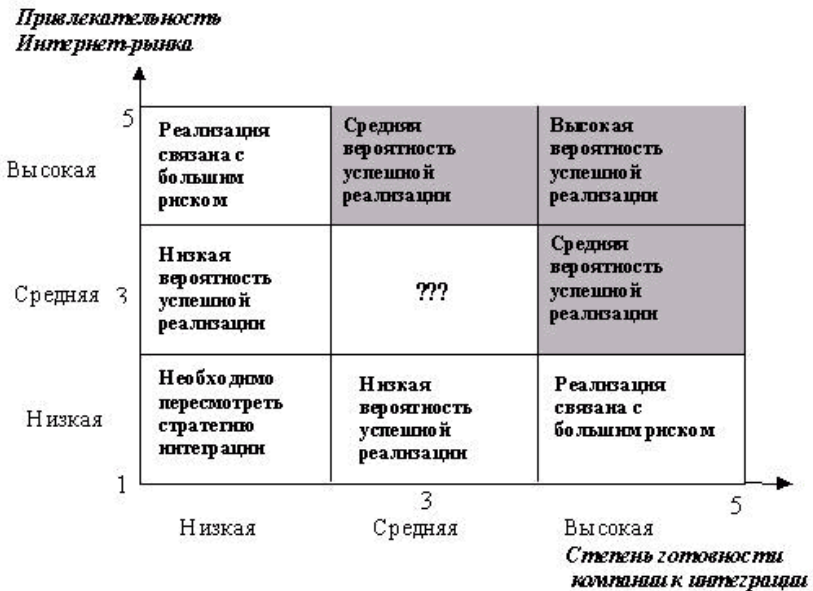 Привлекательность
Интернет-рынка
5
Высокая
Реализация
связана с
большим
риском
Средняя
вероятность
успешной
реализации
Высокая
вероятность
успешной
реализации
Средняя 3
Низкая
вероятность
успешной
реализации
???
Средняя
вероятность
успешной
реализации
Низкая
Необходимо
пересмотреть
стратегию
интеграции
Низкая
вероятность
успешной
реализации
Реализация
связана с
большим риском
1
3
5
Низкая
Средняя
Высокая
Степень готовности
компании к интеграции